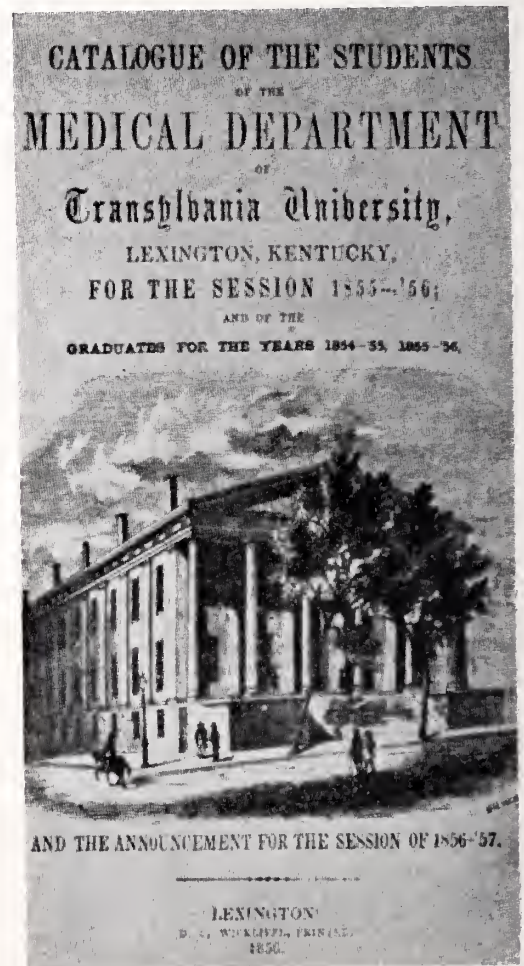 CATALOGUE OF THE STUDENTS
OF THE
MEDICAL DEPARTMENT
OF
Transylvania University,
LEXINGTON, KENTUCKY,
FOR THE SESSION 1855-'56;
AND OF THE
GRADUATES FOR THE YEARS 1854-'55, 1855-'56,
AND THE ANNOUNCEMENT FOR THE SESSION OF 1856-'57.
LEXINGTON:
D. C. WICKLIFFE, PRINTER.
1856.